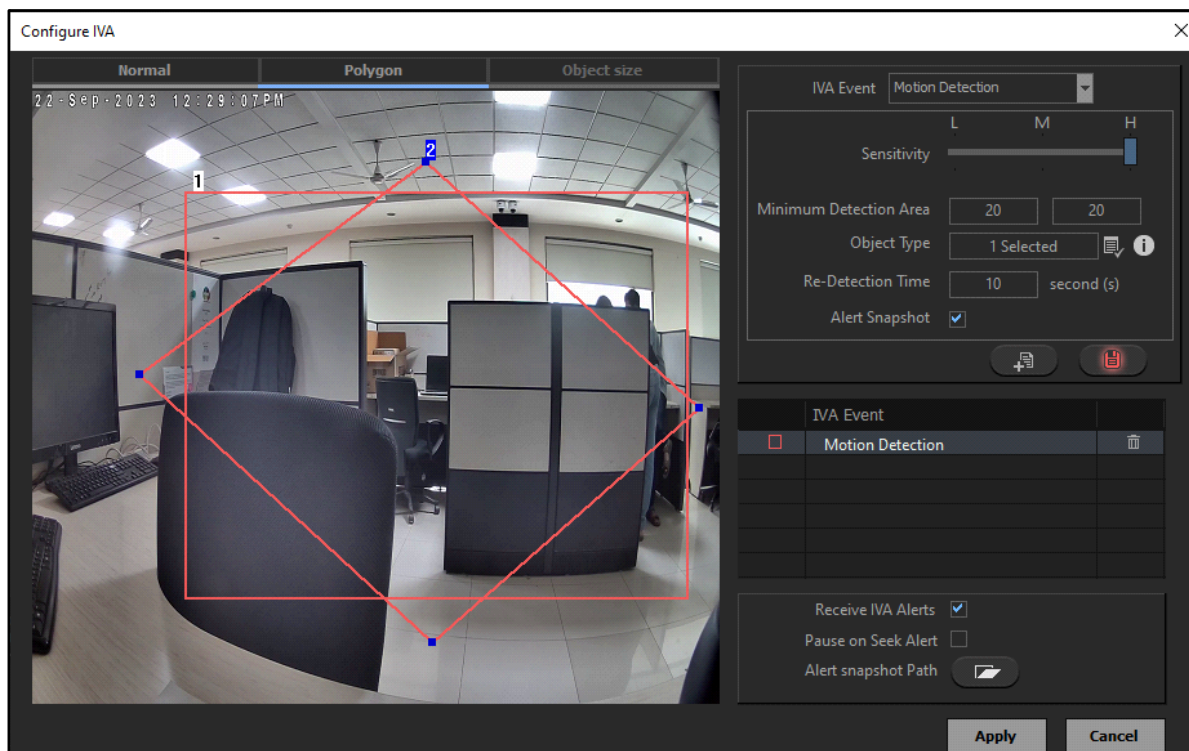 Configure IVA
Normal Polygon Object size
22-Sep-2023 12:29:07PM
1
2
IVA Event Motion Detection
L M H
Sensitivity
Minimum Detection Area 20 20
Object Type 1 Selected i
Re-Detection Time 10 second (s)
Alert Snapshot
IVA Event
Motion Detection
Receive IVA Alerts
Pause on Seek Alert
Alert snapshot Path
Apply Cancel